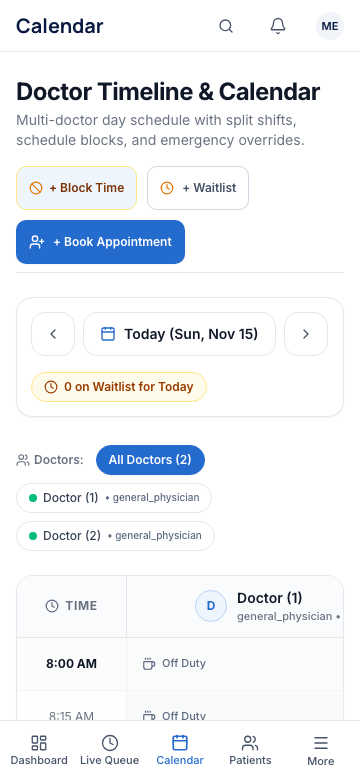 Calendar
ME
Doctor Timeline & Calendar
Multi-doctor day schedule with split shifts,
schedule blocks, and emergency overrides.
+ Block Time
+ Waitlist
+ Book Appointment
Today (Sun, Nov 15)
0 on Waitlist for Today
Doctors:
All Doctors (2)
Doctor (1) • general_physician
Doctor (2) • general_physician
TIME
D
Doctor (1)
general_physician •
8:00 AM
Off Duty
8:15 AM
Off Duty
Dashboard
Live Queue
Calendar
Patients
More